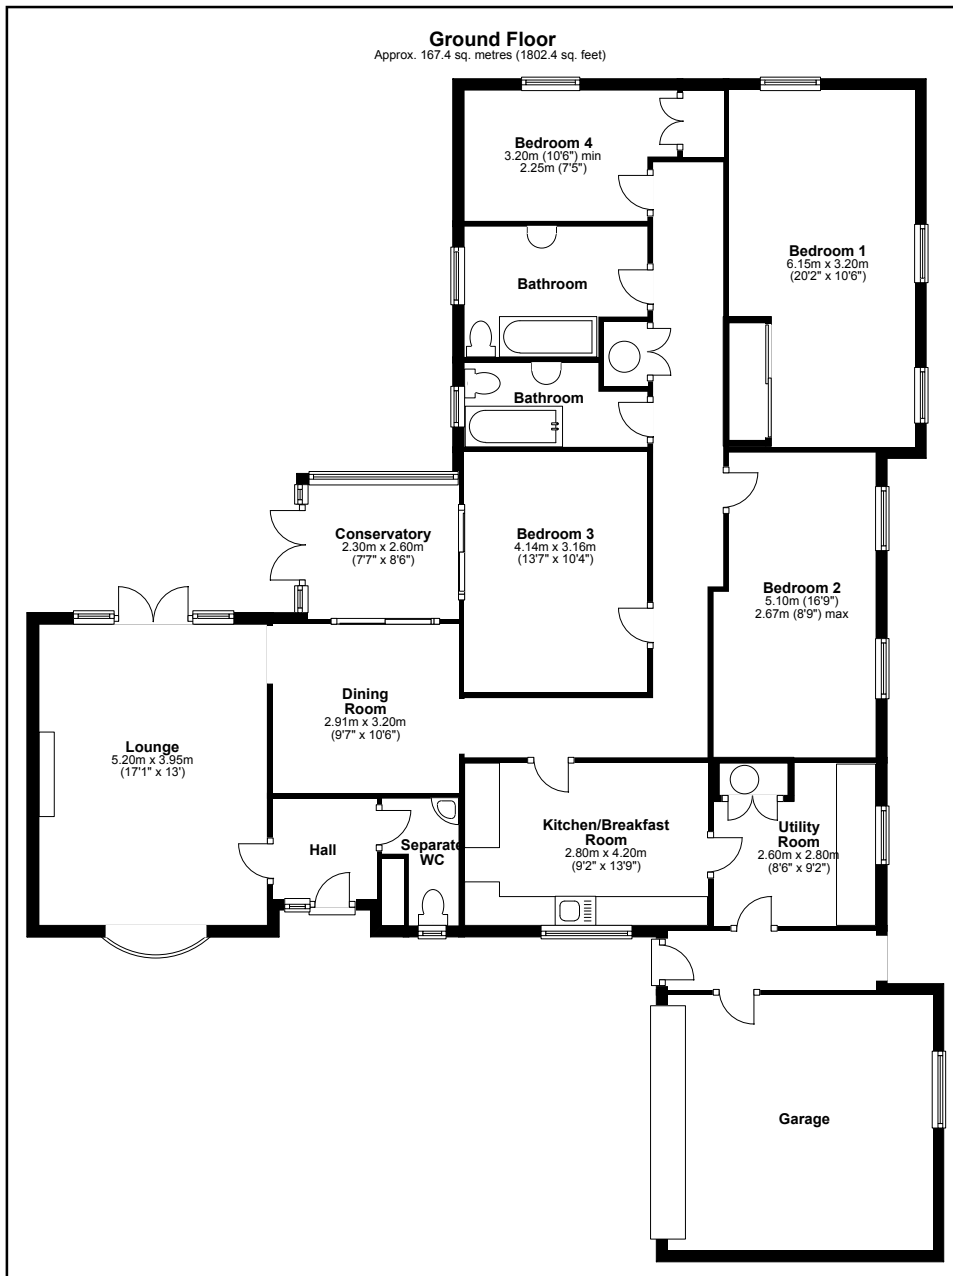 Ground Floor
Approx. 167.4 sq. metres (1802.4 sq. feet)
Bedroom 4
3.20m (10'6") min
2.25m (7'5")
Bedroom 1
6.15m x 3.20m
(20'2" x 10'6")
Bathroom
Bathroom
Conservatory
2.30m x 2.60m
(7'7" x 8'6")
Bedroom 3
4.14m x 3.16m
(13'7" x 10'4")
Bedroom 2
5.10m (16'9")
2.67m (8'9") max
Dining
Room
2.91m x 3.20m
(9'7" x 10'6")
Lounge
5.20m x 3.95m
(17'1" x 13')
Hall
Separate
WC
Kitchen/Breakfast
Room
2.80m x 4.20m
(9'2" x 13'9")
Utility
Room
2.60m x 2.80m
(8'6" x 9'2")
Garage